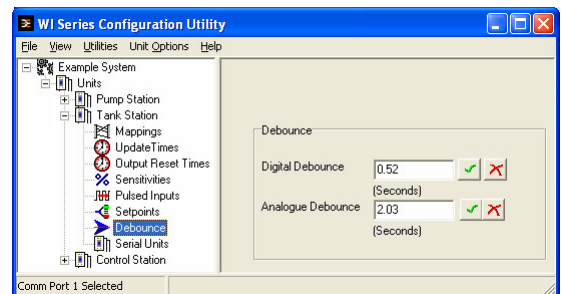 WI Series Configuration Utility
File View Utilities Unit Options Help
Example System
Units
Pump Station
Tank Station
Mappings
UpdateTimes
Output Reset Times
Sensitivities
Pulsed Inputs
Setpoints
Debounce
Serial Units
Control Station
Debounce
Digital Debounce 0.52
(Seconds)
Analogue Debounce 2.03
(Seconds)
Comm Port 1 Selected